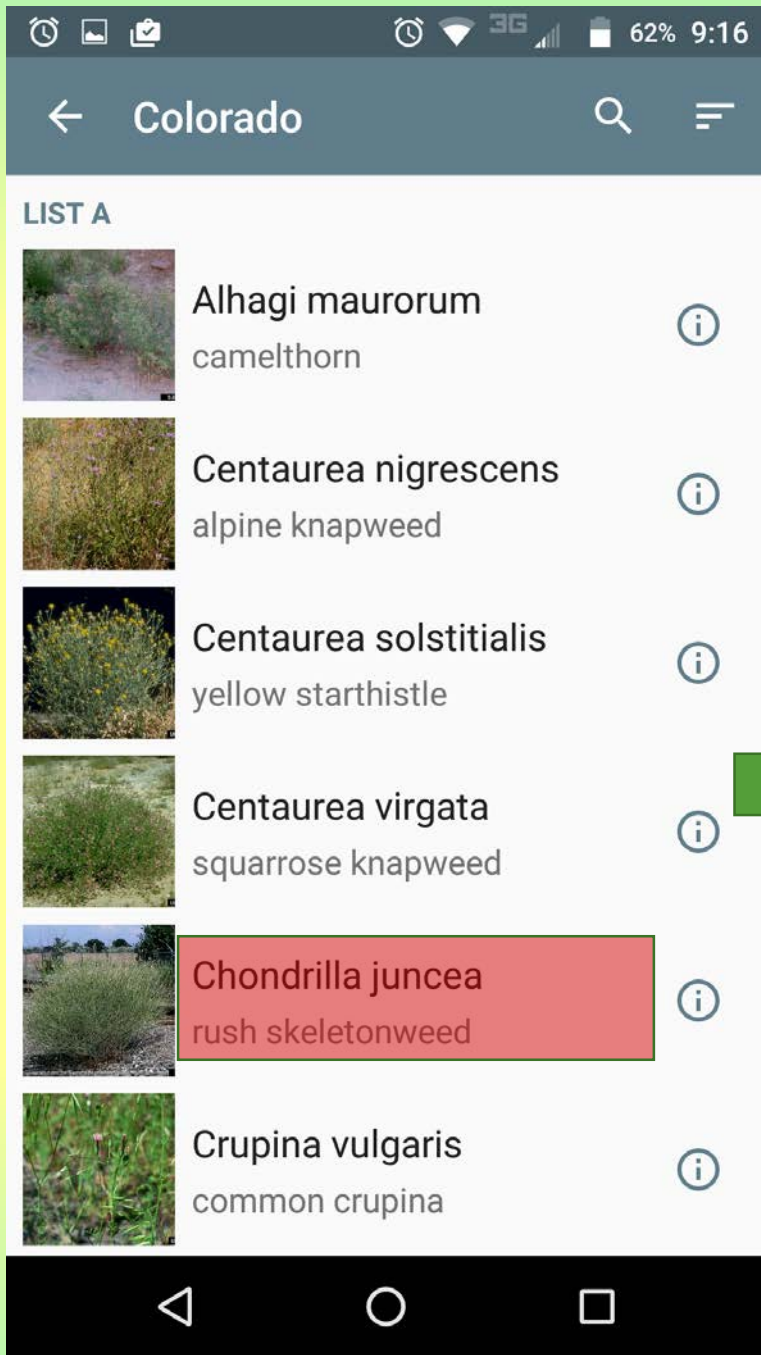 3G 62% 9:16
Colorado
LIST A
Alhagi maurorum
camelthorn
Centaurea nigrescens
alpine knapweed
Centaurea solstitialis
yellow starthistle
Centaurea virgata
squarrose knapweed
Chondrilla juncea
rush skeletonweed
Crupina vulgaris
common crupina